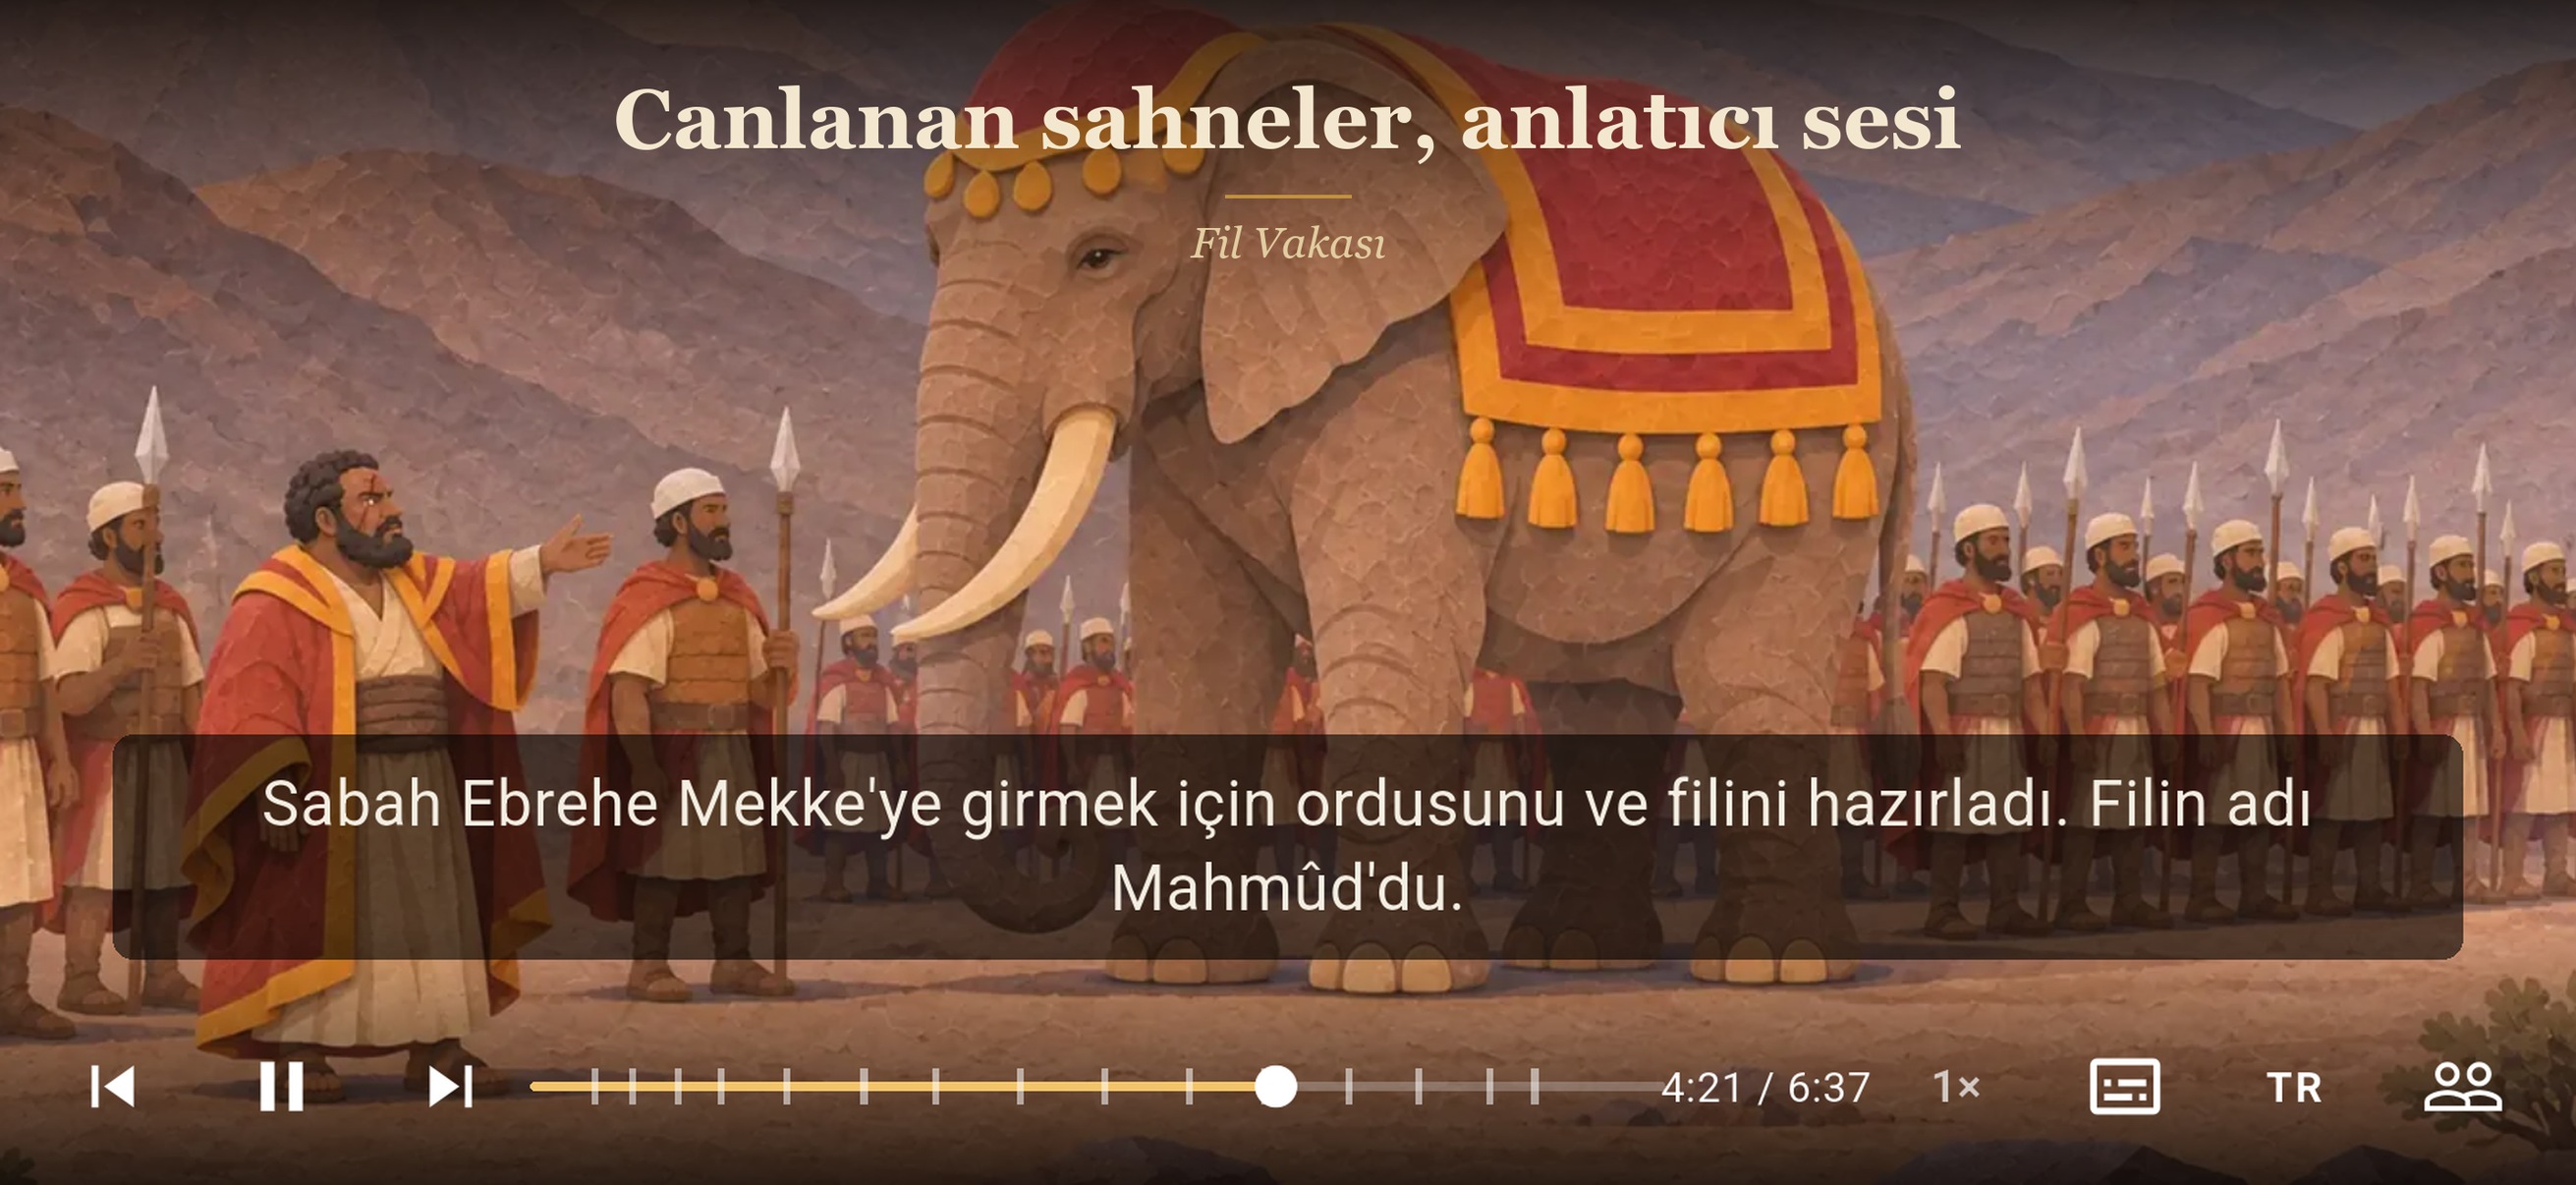 Canlanan sahneler, anlatıcı sesi
Fil Vakası
Sabah Ebrehe Mekke'ye girmek için ordusunu ve filini hazırladı. Filin adı
Mahmûd'du.
4:21 / 6:37 1× TR